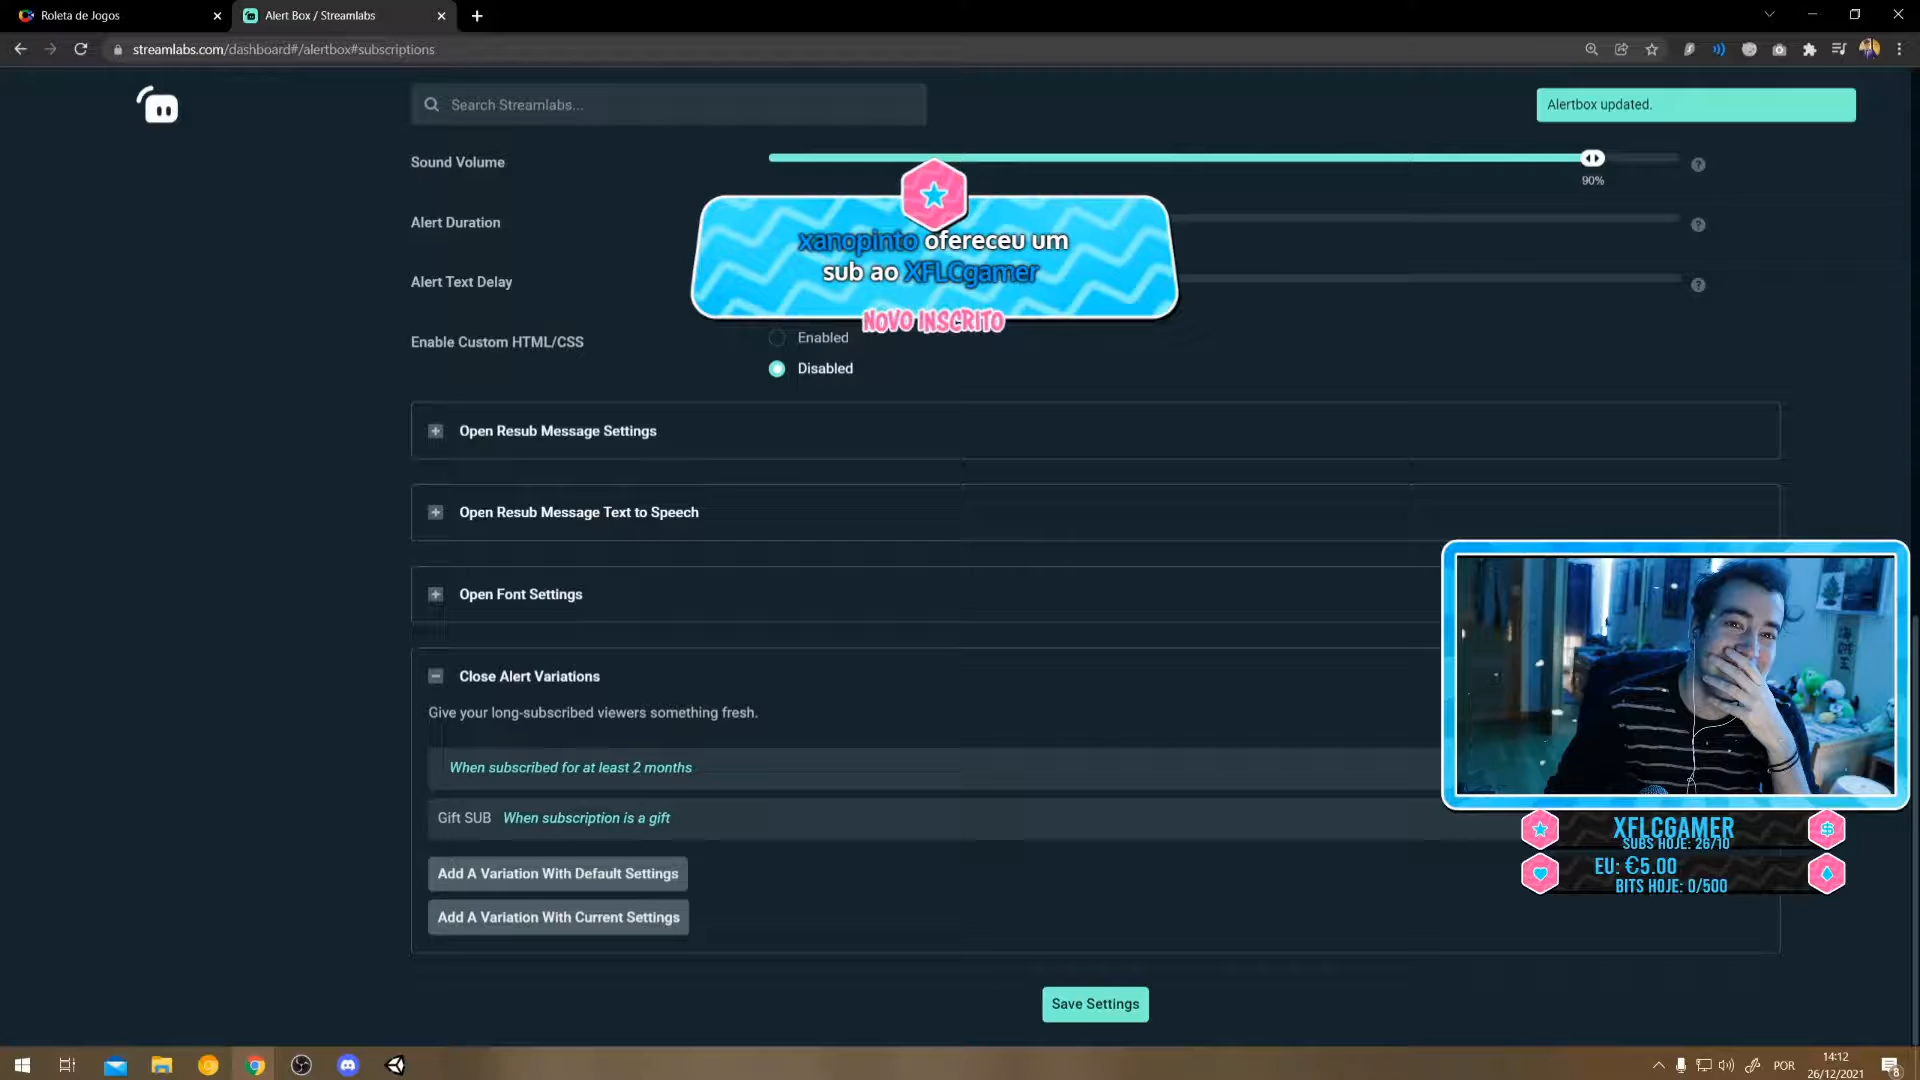 Roleta de Jogos
Alert Box / Streamlabs
streamlabs.com/dashboard#/alertbox#subscriptions
Search Streamlabs...
Alertbox updated.
Sound Volume
90%
Alert Duration
xanopinto ofereceu um
sub ao XFLCgamer
NOVO INSCRITO
Alert Text Delay
Enable Custom HTML/CSS
Enabled
Disabled
Open Resub Message Settings
Open Resub Message Text to Speech
Open Font Settings
Close Alert Variations
Give your long-subscribed viewers something fresh.
When subscribed for at least 2 months
Gift SUB When subscription is a gift
Add A Variation With Default Settings
Add A Variation With Current Settings
XFLCGAMER
SUBS HOJE: 26/10
EU: €5.00
BITS HOJE: 0/500
Save Settings
POR
14:12
26/12/2021
8